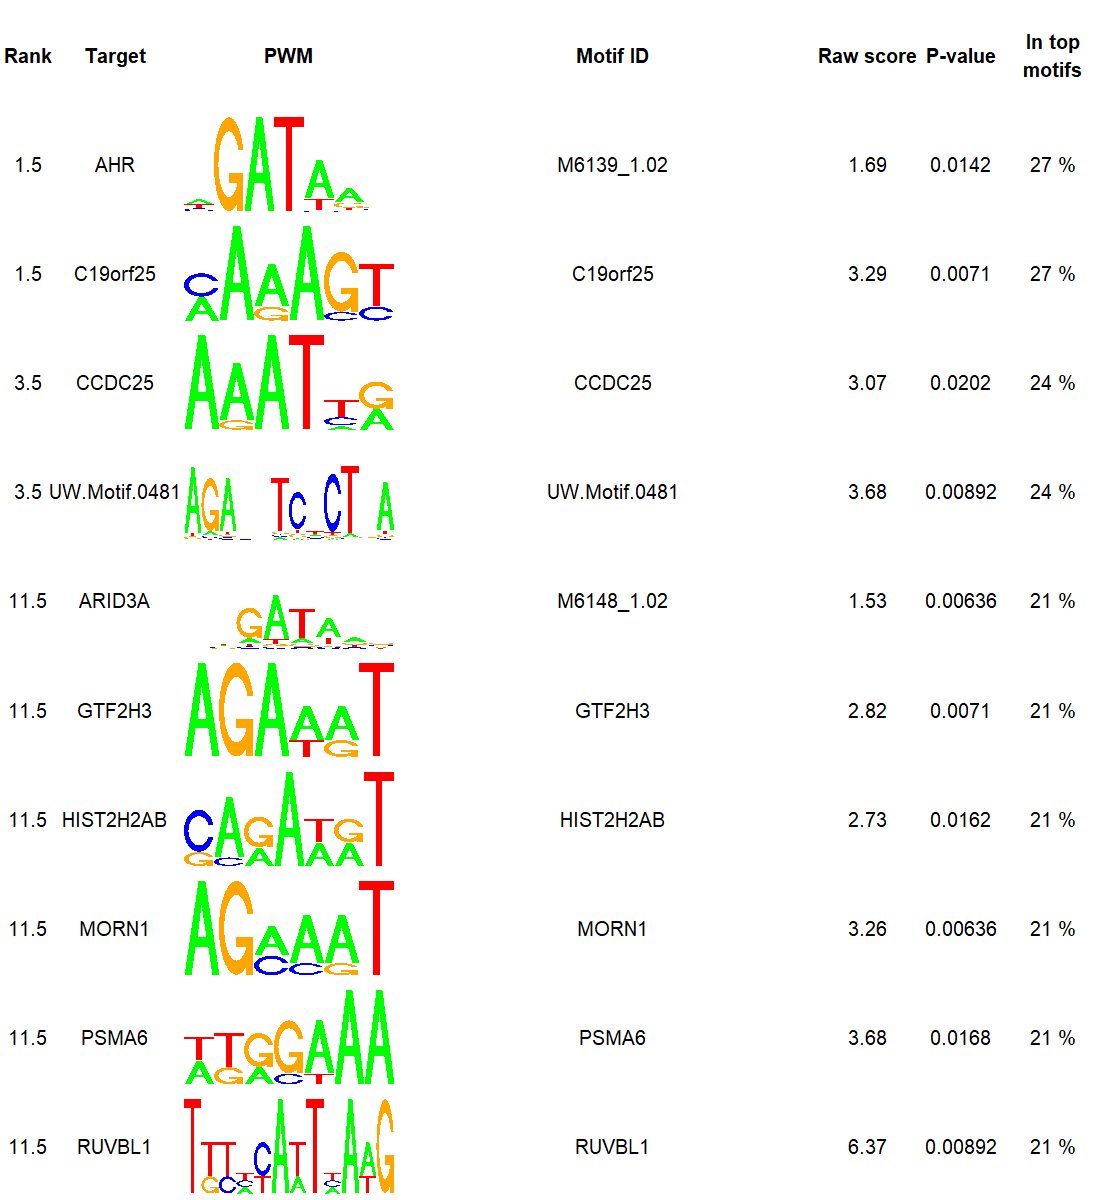 Rank Target PWM Motif ID Raw score P-value In top motifs
1.5 AHR M6139_1.02 1.69 0.0142 27 %
1.5 C19orf25 C19orf25 3.29 0.0071 27 %
3.5 CCDC25 CCDC25 3.07 0.0202 24 %
3.5 UW.Motif.0481 UW.Motif.0481 3.68 0.00892 24 %
11.5 ARID3A M6148_1.02 1.53 0.00636 21 %
11.5 GTF2H3 GTF2H3 2.82 0.0071 21 %
11.5 HIST2H2AB HIST2H2AB 2.73 0.0162 21 %
11.5 MORN1 MORN1 3.26 0.00636 21 %
11.5 PSMA6 PSMA6 3.68 0.0168 21 %
11.5 RUVBL1 RUVBL1 6.37 0.00892 21 %